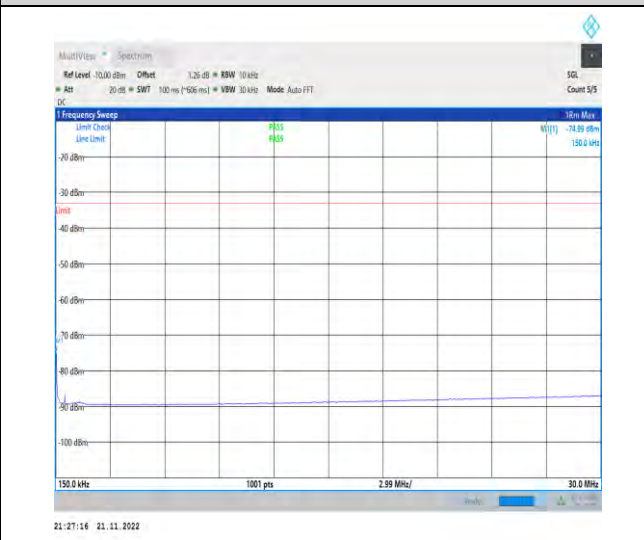 MultiView Spectrum
Ref Level -10.00 dBm Offset 1.26 dB RBW 10 kHz SGL
Att 20 dB SWT 100 ms (~606 ms) VBW 30 kHz Mode Auto FFT Count 5/5
DC
1 Frequency Sweep 1Rm Max
Limit Check PASS M1[1] -74.99 dBm
Line Limit PASS 150.0 kHz
-20 dBm
-30 dBm
Limit
-40 dBm
-50 dBm
-60 dBm
-70 dBm
M1
-80 dBm
-90 dBm
-100 dBm
150.0 kHz 1001 pts 2.99 MHz/ 30.0 MHz
Ready
21:27:16 21.11.2022